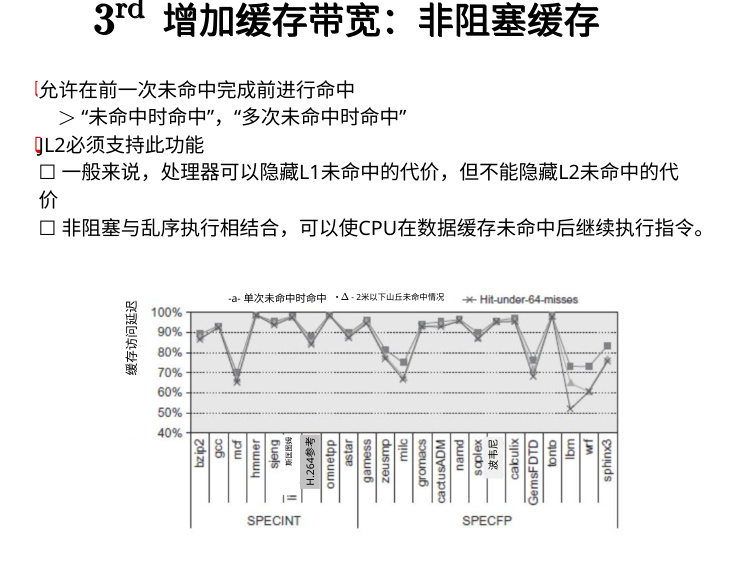 3rd 增加缓存带宽：非阻塞缓存
允许在前一次未命中完成前进行命中
＞“未命中时命中”，“多次未命中时命中”
L2必须支持此功能
□ 一般来说，处理器可以隐藏L1未命中的代价，但不能隐藏L2未命中的代
价
□ 非阻塞与乱序执行相结合，可以使CPU在数据缓存未命中后继续执行指令。
-a- 单次未命中时命中
·Δ - 2米以下山丘未命中情况
Hit-under-64-misses
缓存访问延迟
100%
90%
80%
70%
60%
50%
40%
bzip2
gcc
mcf
hmmer
sjeng
li
H.264参考
omnetpp
astar
gamess
zeusmp
milc
gromacs
cactusADM
namd
soplex
波韦尼
calculix
GemsFDTD
tonto
lbm
wrf
sphinx3
SPECINT
SPECFP